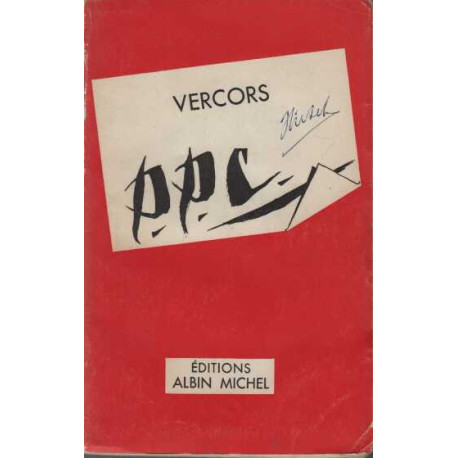 VERCORS
P.P.C.
ÉDITIONS
ALBIN MICHEL